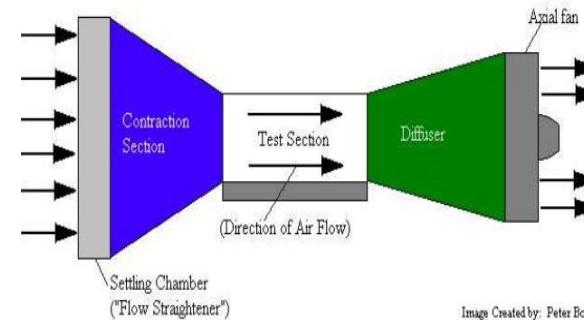 Axial fan
Contraction
Section
Test Section
Diffuser
(Direction of Air Flow)
Settling Chamber
("Flow Straightener")
Image Created by: Peter